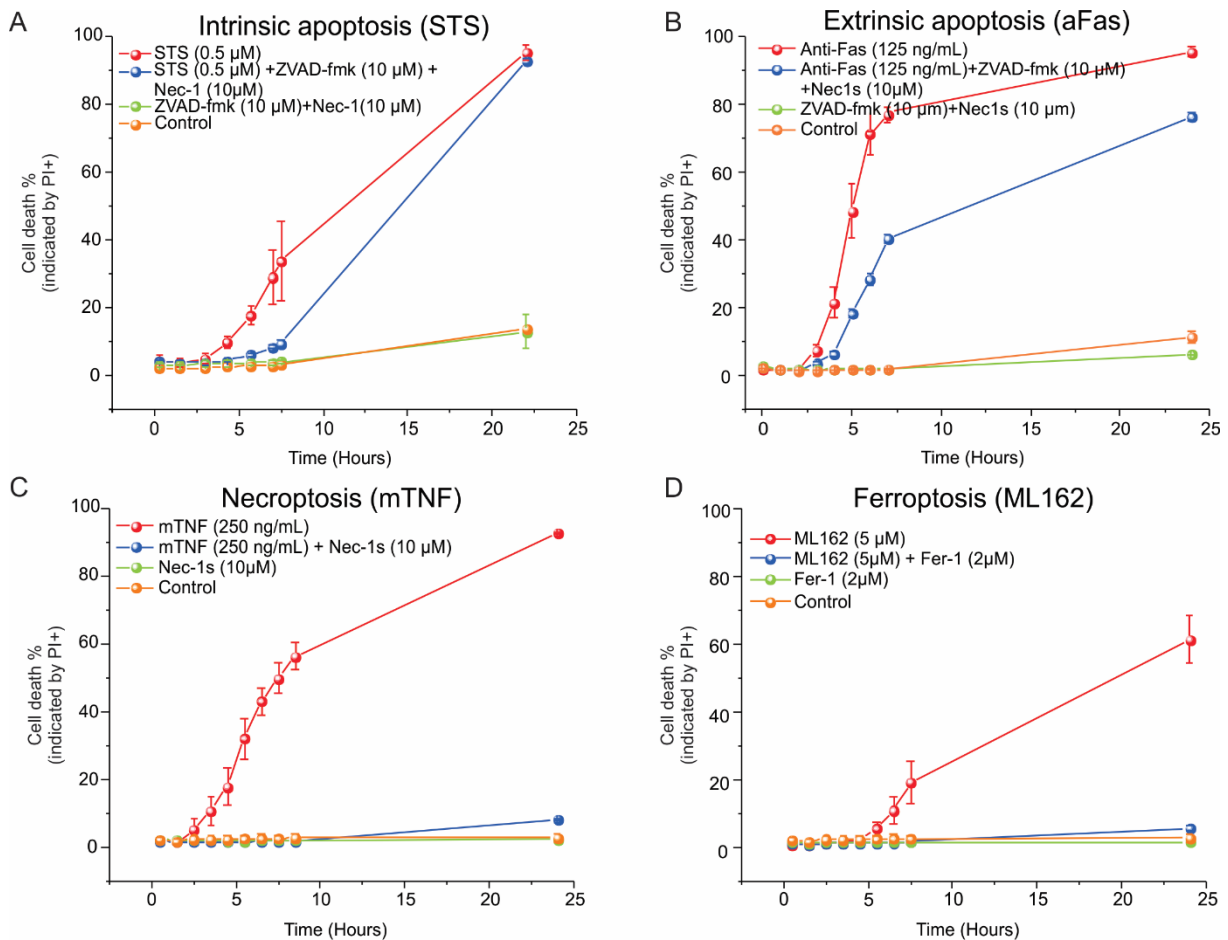 A
Intrinsic apoptosis (STS)
STS (0.5 µM)
STS (0.5 µM) +ZVAD-fmk (10 µM) +
Nec-1 (10µM)
ZVAD-fmk (10 µM)+Nec-1(10 µM)
Control
100
80
60
40
20
0
Cell death %
(indicated by PI+)
0 5 10 15 20 25
Time (Hours)
B
Extrinsic apoptosis (aFas)
Anti-Fas (125 ng/mL)
Anti-Fas (125 ng/mL)+ZVAD-fmk (10 µM)
+Nec1s (10µM)
ZVAD-fmk (10 µm)+Nec1s (10 µm)
Control
100
80
60
40
20
0
Cell death %
(indicated by PI+)
0 5 10 15 20 25
Time (Hours)
C
Necroptosis (mTNF)
mTNF (250 ng/mL)
mTNF (250 ng/mL) + Nec-1s (10 µM)
Nec-1s (10µM)
Control
100
80
60
40
20
0
Cell death %
(indicated by PI+)
0 5 10 15 20 25
Time (Hours)
D
Ferroptosis (ML162)
ML162 (5 µM)
ML162 (5µM) + Fer-1 (2µM)
Fer-1 (2µM)
Control
100
80
60
40
20
0
Cell death %
(indicated by PI+)
0 5 10 15 20 25
Time (Hours)